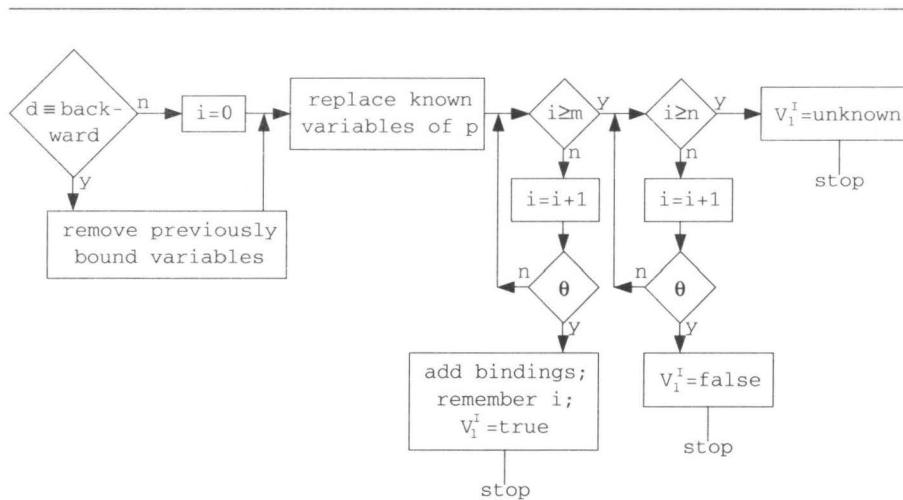 d ≡ back-
ward
n
y
i=0
remove previously
bound variables
replace known
variables of p
i≥m
y
n
i=i+1
θ
n
y
add bindings;
remember i;
V₁ᴵ=true
stop
i≥n
y
n
i=i+1
θ
n
y
V₁ᴵ=false
stop
V₁ᴵ=unknown
stop